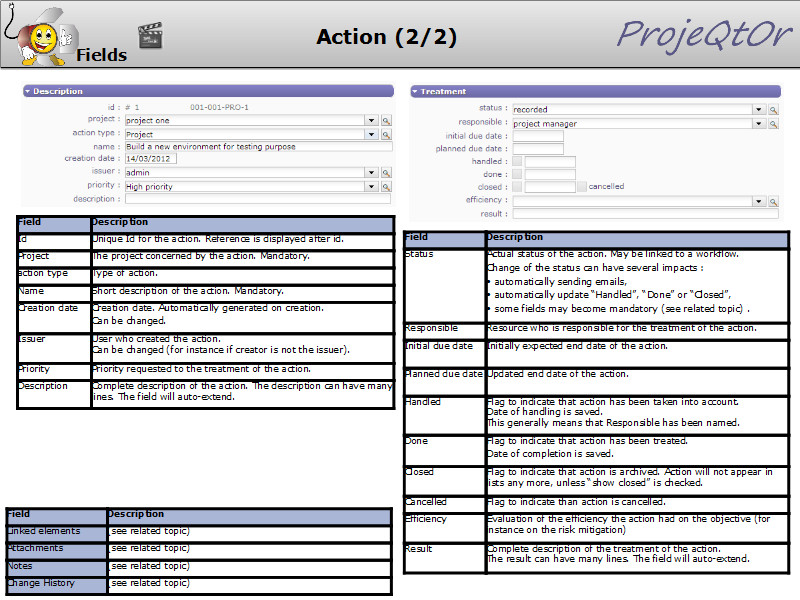 Fields
Action (2/2)
ProjeQtOr
Description
id : # 1 001-001-PRO-1
project : project one
action type : Project
name : Build a new environment for testing purpose
creation date : 14/03/2012
issuer : admin
priority : High priority
description :
Field Description
Id Unique Id for the action. Reference is displayed after id.
Project The project concerned by the action. Mandatory.
action type Type of action.
Name Short description of the action. Mandatory.
Creation date Creation date. Automatically generated on creation.
Can be changed.
Issuer User who created the action.
Can be changed (for instance if creator is not the issuer).
Priority Priority requested to the treatment of the action.
Description Complete description of the action. The description can have many
lines. The field will auto-extend.
Field Description
Linked elements (see related topic)
Attachments (see related topic)
Notes (see related topic)
Change History (see related topic)
Treatment
status : recorded
responsible : project manager
initial due date :
planned due date :
handled :
done :
closed : cancelled
efficiency :
result :
Field Description
Status Actual status of the action. May be linked to a workflow.
Change of the status can have several impacts :
• automatically sending emails,
• automatically update “Handled”, “Done” or “Closed”,
• some fields may become mandatory (see related topic) .
Responsible Resource who is responsible for the treatment of the action.
Initial due date Initially expected end date of the action.
Planned due date Updated end date of the action.
Handled Flag to indicate that action has been taken into account.
Date of handling is saved.
This generally means that Responsible has been named.
Done Flag to indicate that action has been treated.
Date of completion is saved.
Closed Flag to indicate that action is archived. Action will not appear in
lists any more, unless “show closed” is checked.
Cancelled Flag to indicate than action is cancelled.
Efficiency Evaluation of the efficiency the action had on the objective (for
instance on the risk mitigation)
Result Complete description of the treatment of the action.
The result can have many lines. The field will auto-extend.